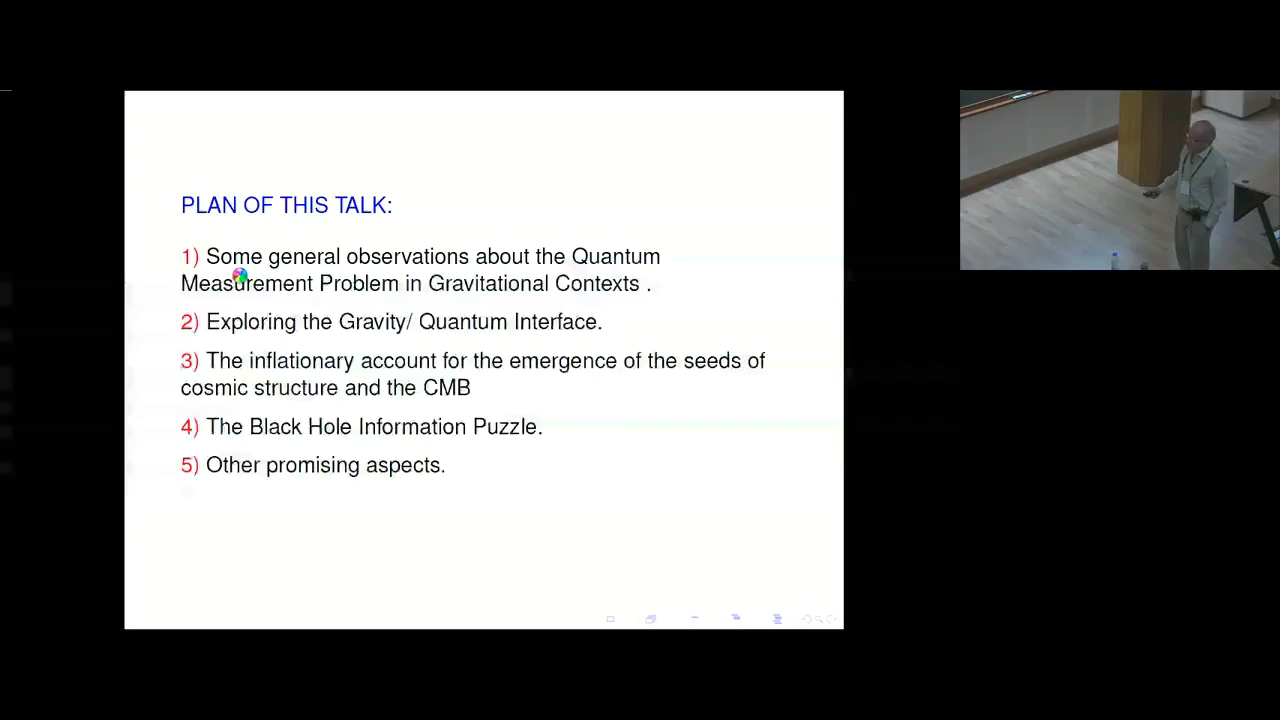 PLAN OF THIS TALK:
1) Some general observations about the Quantum
Measurement Problem in Gravitational Contexts .
2) Exploring the Gravity/ Quantum Interface.
3) The inflationary account for the emergence of the seeds of
cosmic structure and the CMB
4) The Black Hole Information Puzzle.
5) Other promising aspects.